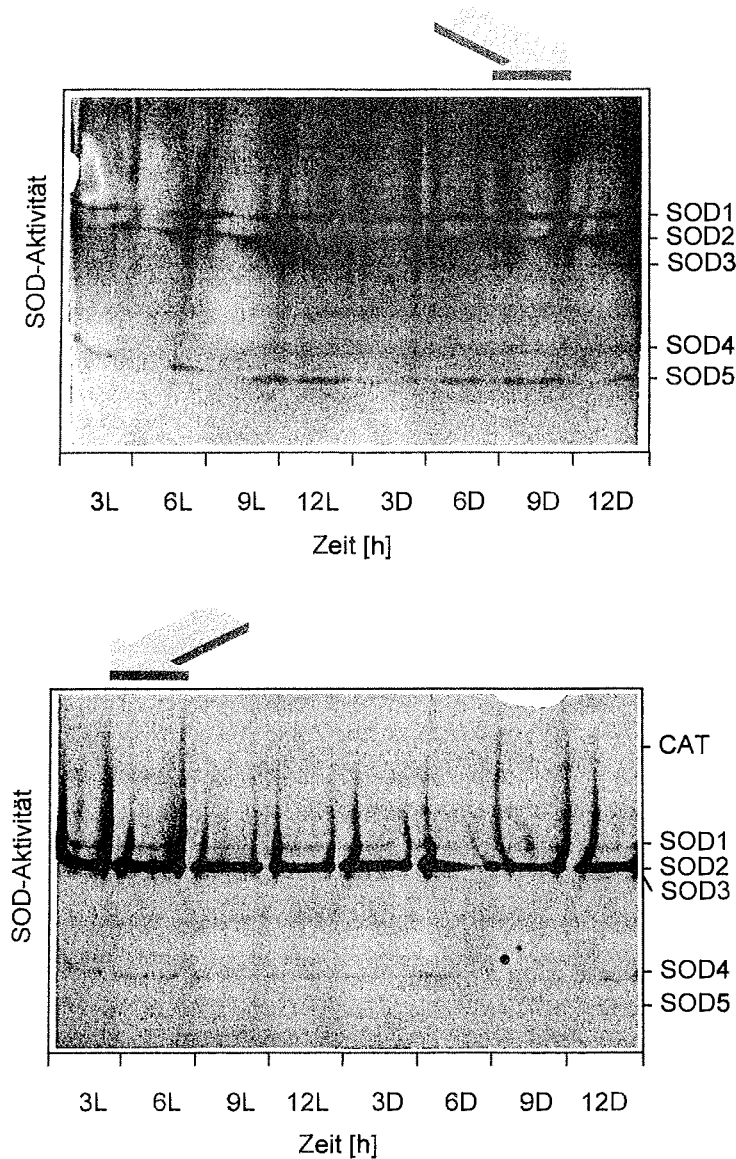 SOD-Aktivität
SOD1
SOD2
SOD3
SOD4
SOD5
3L 6L 9L 12L 3D 6D 9D 12D
Zeit [h]
SOD-Aktivität
CAT
SOD1
SOD2
SOD3
SOD4
SOD5
3L 6L 9L 12L 3D 6D 9D 12D
Zeit [h]